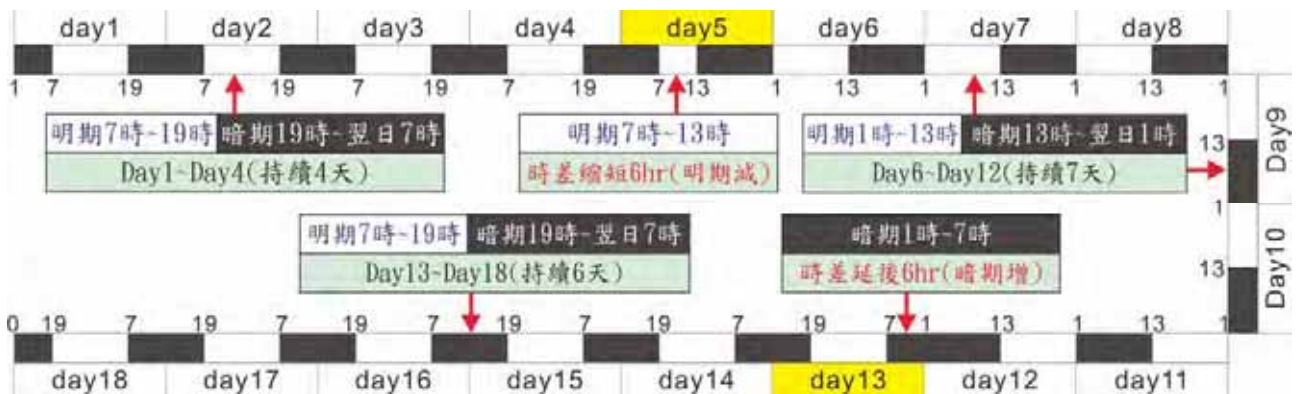 day1 day2 day3 day4 day5 day6 day7 day8
1 7 19 7 19 7 19 7 19 7 13 1 13 1 13 1 13 1
明期7時~19時 暗期19時~翌日7時
Day1~Day4(持續4天)
明期7時~13時
時差縮短6hr(明期減)
明期1時~13時 暗期13時~翌日1時
Day6~Day12(持續7天)
13
Day9
1
明期7時~19時 暗期19時~翌日7時
Day13~Day18(持續6天)
暗期1時~7時
時差延後6hr(暗期增)
13
Day10
0 19 7 19 7 19 7 19 7 19 7 19 7 1 13 1 13 1
day18 day17 day16 day15 day14 day13 day12 day11